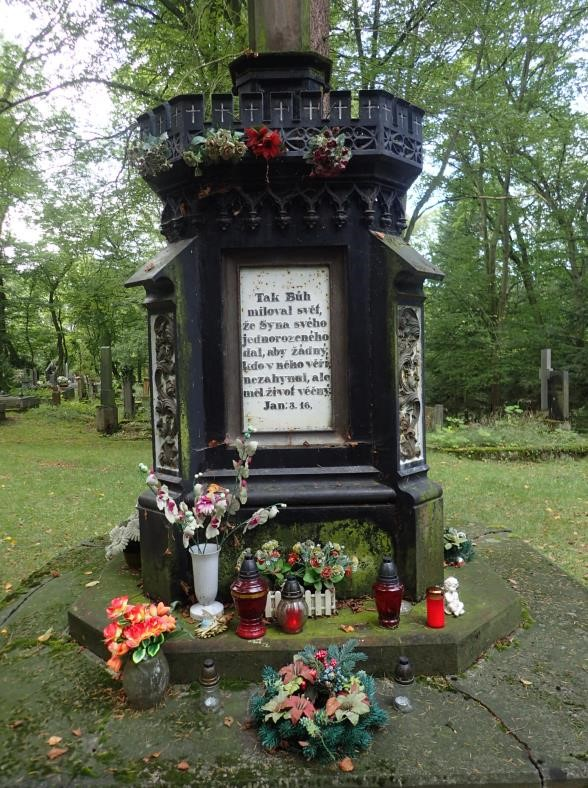 Tak Bůh
miloval svět,
že Syna svého
jednorozeného
dal, aby žádný,
kdo v něho věří,
nezahynul, ale
měl život věčný.
Jan. 3. 16.